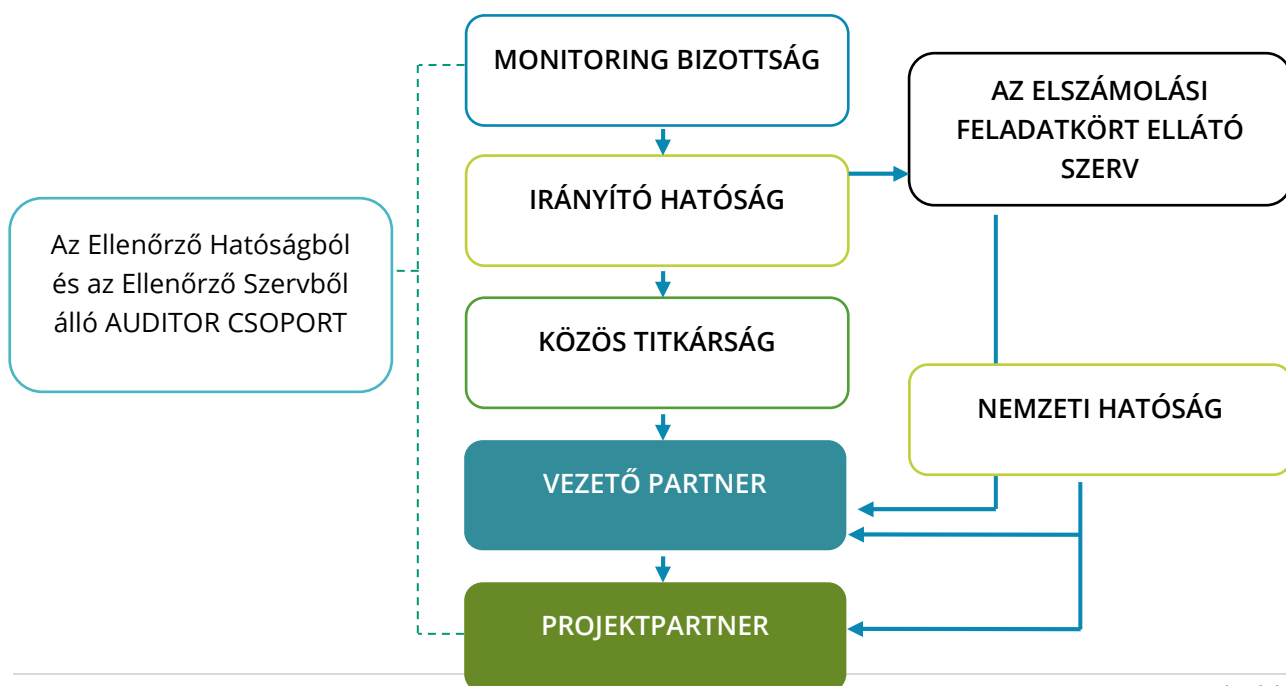 MONITORING BIZOTTSÁG
AZ ELSZÁMOLÁSI
FELADATKÖRT ELLÁTÓ
SZERV
IRÁNYÍTÓ HATÓSÁG
Az Ellenőrző Hatóságból
és az Ellenőrző Szervből
álló AUDITOR CSOPORT
KÖZÖS TITKÁRSÁG
NEMZETI HATÓSÁG
VEZETŐ PARTNER
PROJEKTPARTNER